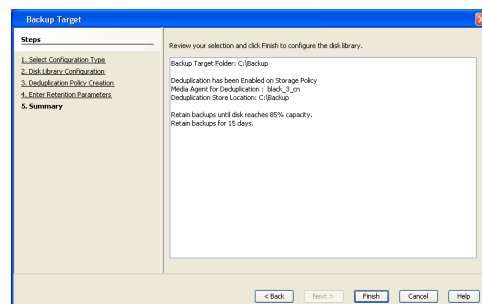 Backup Target
Steps
1. Select Configuration Type
2. Disk Library Configuration
3. Deduplication Policy Creation
4. Enter Retention Parameters
5. Summary
Review your selection and click Finish to configure the disk library.
Backup Target Folder: C:\Backup
Deduplication has been Enabled on Storage Policy
Media Agent for Deduplication : black_3_cn
Deduplication Store Location: C:\Backup
Retain backups until disk reaches 85% capacity.
Retain backups for 15 days.
< Back Next > Finish Cancel Help